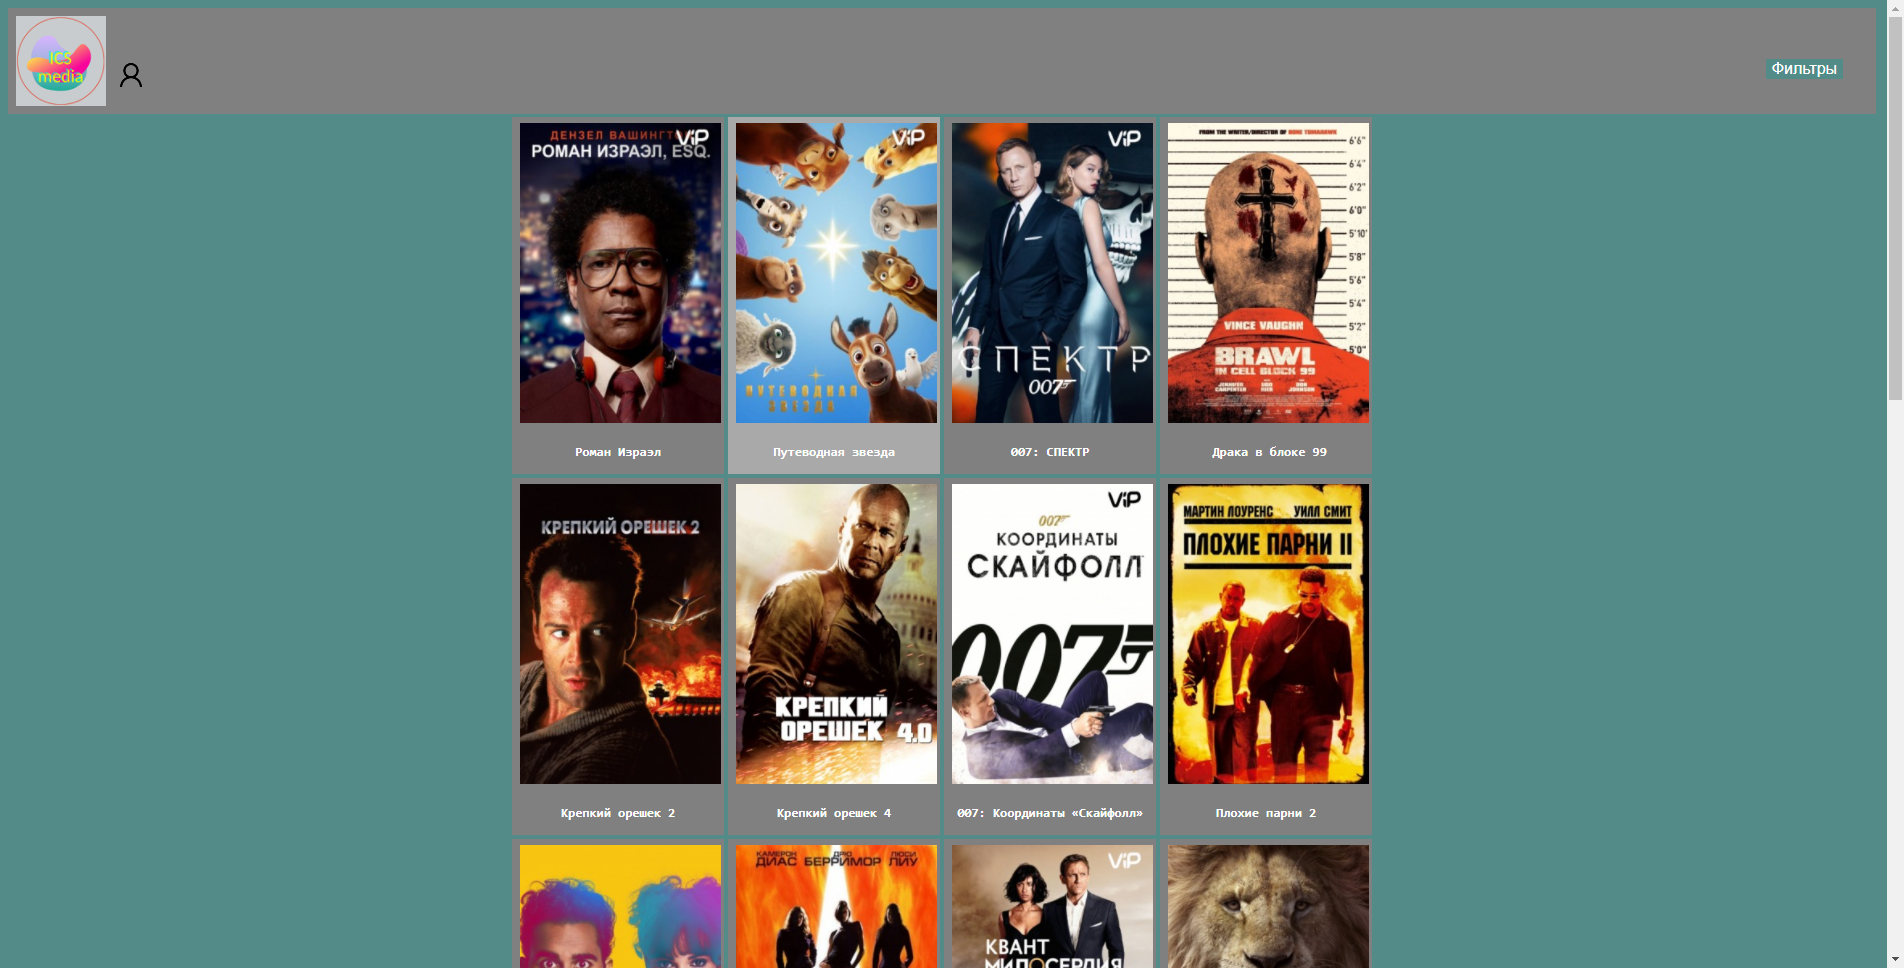 ICS
media
Фильтры
ДЕНЗЕЛ ВАШИНГТ
ViP
РОМАН ИЗРАЭЛ, ESQ.
Роман Израэл
ViP
ПУТЕВОДНАЯ
ЗВЕЗДА
Путеводная звезда
ViP
СПЕКТР
007
007: СПЕКТР
FROM THE WRITER/DIRECTOR OF BONE TOMAHAWK
6'6"
6'4"
6'2"
6'0"
5'10"
5'8"
5'6"
5'4"
5'2"
5'0"
VINCE VAUGHN
BRAWL
IN CELL BLOCK 99
JENNIFER CARPENTER
DON JOHNSON
Драка в блоке 99
КРЕПКИЙ ОРЕШЕК 2
Крепкий орешек 2
КРЕПКИЙ
ОРЕШЕК 4.0
Крепкий орешек 4
ViP
007
КООРДИНАТЫ
СКАЙФОЛЛ
007
007: Координаты «Скайфолл»
МАРТИН ЛОУРЕНС УИЛЛ СМИТ
ПЛОХИЕ ПАРНИ II
Плохие парни 2
КАМЕРОН ДИАС
ДРЮ БЕРРИМОР
ЛЮСИ ЛИУ
ViP
КВАНТ
МИЛОСЕРДИЯ